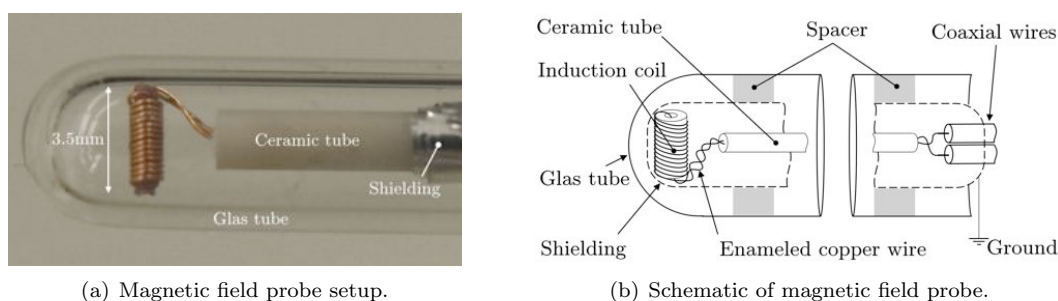 3.5mm
Ceramic tube
Shielding
Glas tube
(a) Magnetic field probe setup.
Ceramic tube
Spacer
Coaxial wires
Induction coil
Glas tube
Shielding
Enameled copper wire
Ground
(b) Schematic of magnetic field probe.